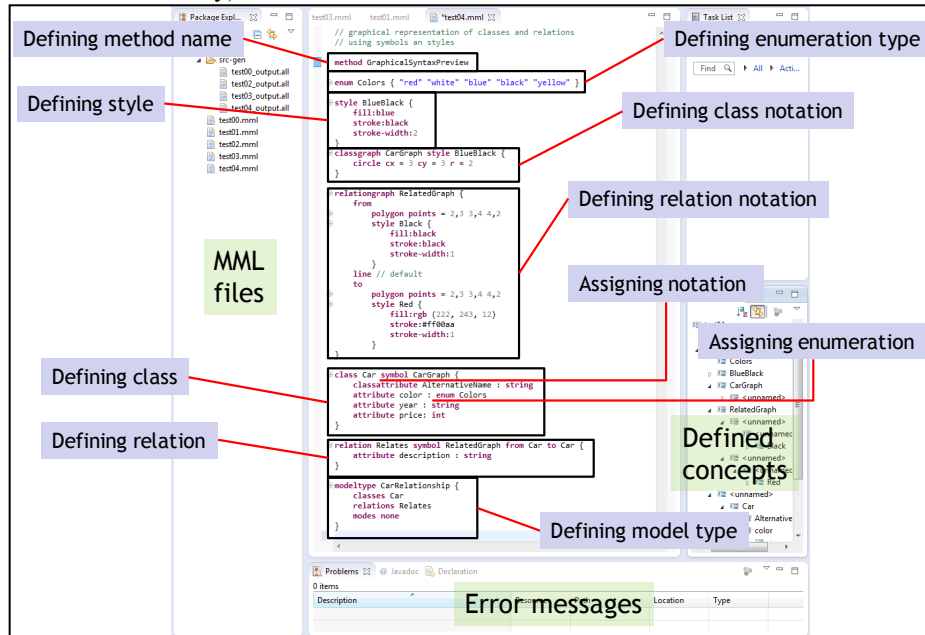 Package Expl...
test03.mml
test01.mml
*test04.mml
Task List
Defining method name
// graphical representation of classes and relations
// using symbols an styles
Defining enumeration type
method GraphicalSyntaxPreview
Find
All
Acti...
src-gen
test00_output.all
test02_output.all
test03_output.all
test04_output.all
test00.mml
test01.mml
test02.mml
test03.mml
test04.mml
enum Colors { "red" "white" "blue" "black" "yellow" }
Defining style
style BlueBlack {
fill:blue
stroke:black
stroke-width:2
}
Defining class notation
classgraph CarGraph style BlueBlack {
circle cx = 3 cy = 3 r = 2
}
relationgraph RelatedGraph {
from
polygon points = 2,3 3,4 4,2
style Black {
fill:black
stroke:black
stroke-width:1
}
line // default
to
polygon points = 2,3 3,4 4,2
style Red {
fill:rgb (222, 243, 12)
stroke:#ff00aa
stroke-width:1
}
}
Defining relation notation
MML
files
Assigning notation
Assigning enumeration
Colors
BlueBlack
CarGraph
<unnamed>
RelatedGraph
<unnamed>
<unnamed
Black
<unnamed>
<unnamed
Red
<unnamed>
Car
Alternative
color
Defined
concepts
Defining class
class Car symbol CarGraph {
classattribute AlternativeName : string
attribute color : enum Colors
attribute year : string
attribute price: int
}
Defining relation
relation Relates symbol RelatedGraph from Car to Car {
attribute description : string
}
modeltype CarRelationship {
classes Car
relations Relates
modes none
}
Defining model type
Problems
@ Javadoc
Declaration
0 items
Description
Location
Type
Error messages